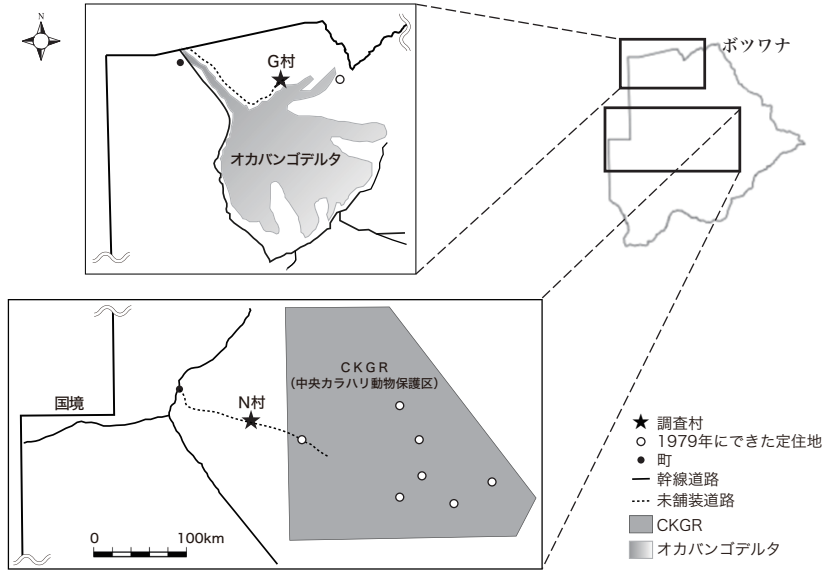 N
ボツワナ
G村
オカバンゴデルタ
CKGR
（中央カラハリ動物保護区）
国境
N村
0 100km
調査村
1979年にできた定住地
町
幹線道路
未舗装道路
CKGR
オカバンゴデルタ